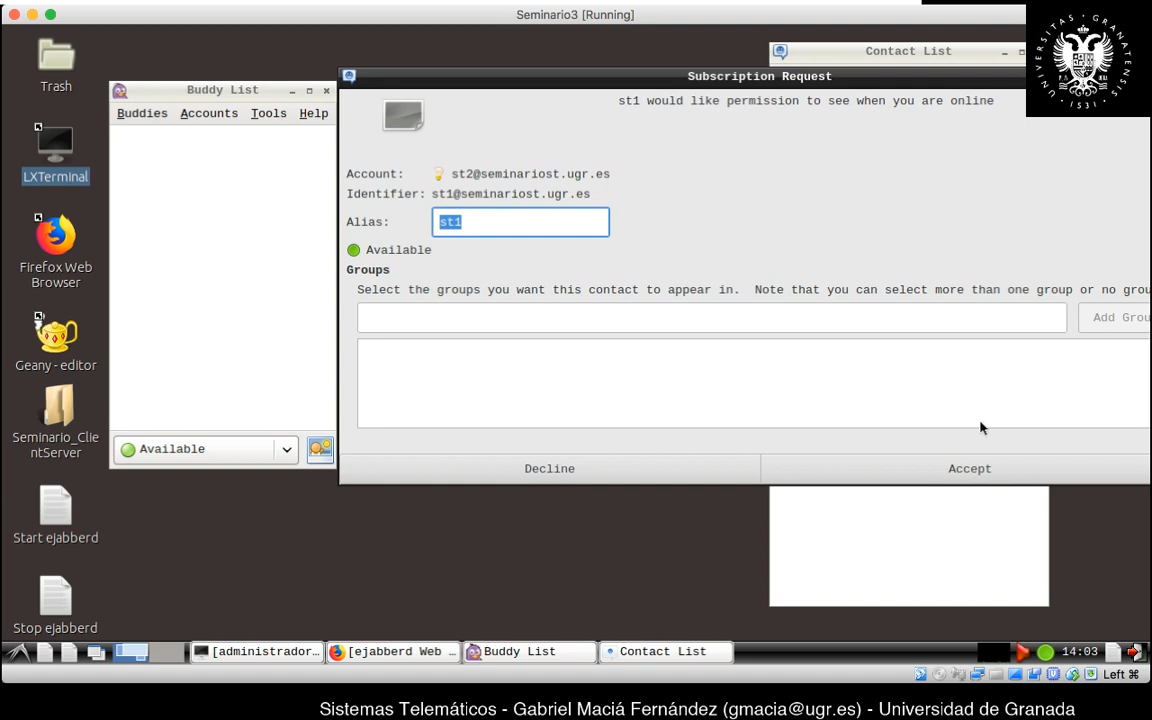 Seminario3 [Running]
UNIVERSITAS GRANATENSIS
· 1531 ·
Trash
LXTerminal
Firefox Web
Browser
Geany - editor
Seminario_Clie
ntServer
Start ejabberd
Stop ejabberd
Buddy List
Buddies Accounts Tools Help
Available
Contact List
Subscription Request
st1 would like permission to see when you are online
Account: st2@seminariost.ugr.es
Identifier: st1@seminariost.ugr.es
Alias: st1
Available
Groups
Select the groups you want this contact to appear in. Note that you can select more than one group or no grou
Add Grou
Decline Accept
[administrador... [ejabberd Web ... Buddy List Contact List 14:03
Left ⌘
Sistemas Telemáticos - Gabriel Maciá Fernández (gmacia@ugr.es) - Universidad de Granada